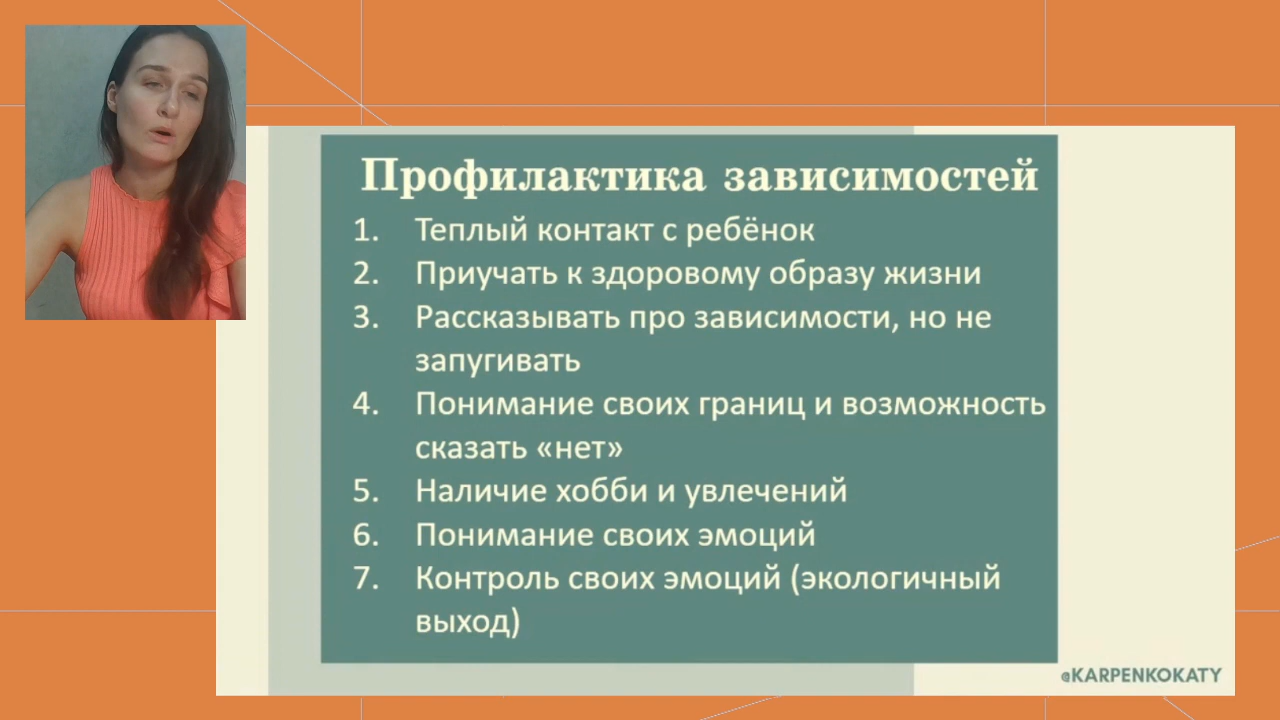 Профилактика зависимостей
1. Теплый контакт с ребёнок
2. Приучать к здоровому образу жизни
3. Рассказывать про зависимости, но не
запугивать
4. Понимание своих границ и возможность
сказать «нет»
5. Наличие хобби и увлечений
6. Понимание своих эмоций
7. Контроль своих эмоций (экологичный
выход)
@KARPENKOKATY